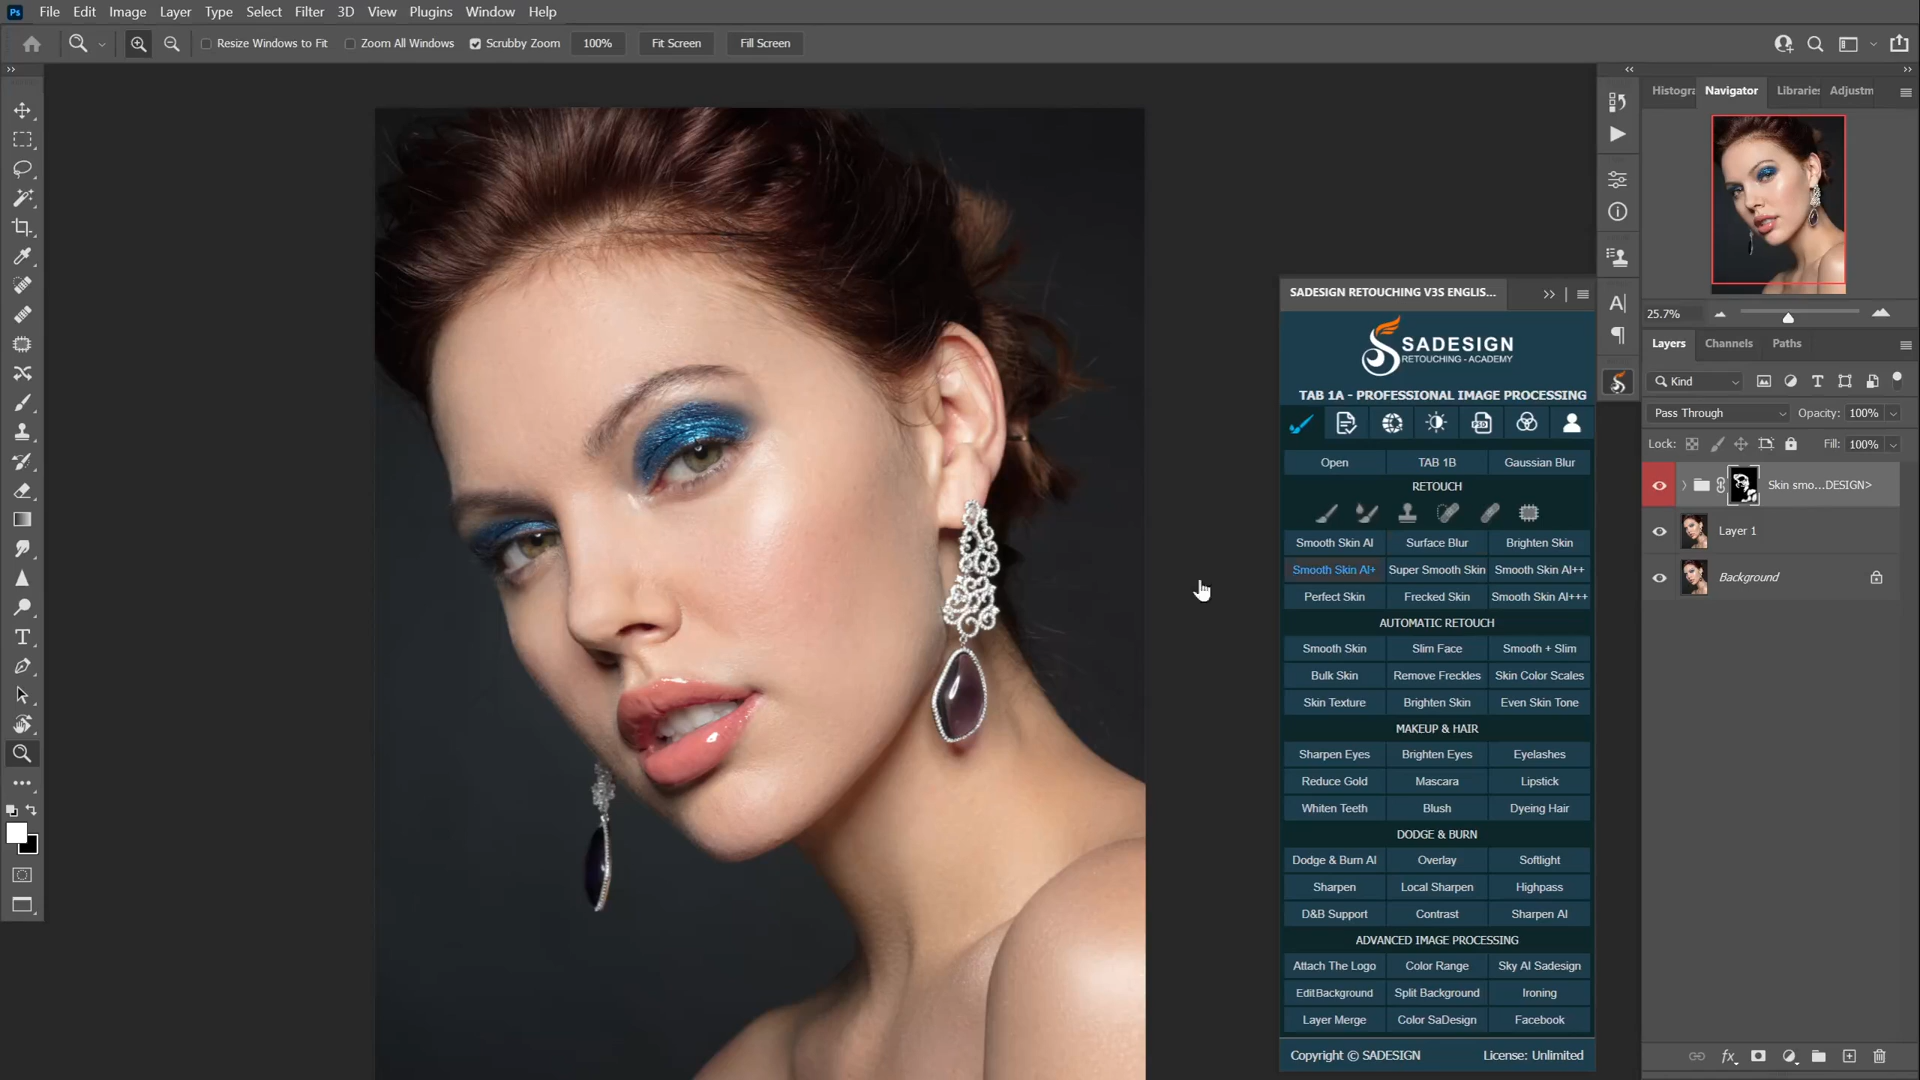 Ps File Edit Image Layer Type Select Filter 3D View Plugins Window Help
Resize Windows to Fit Zoom All Windows Scrubby Zoom 100% Fit Screen Fill Screen
Histogra Navigator Libraries Adjustm
25.7%
Layers Channels Paths
Kind
Pass Through Opacity: 100%
Lock: Fill: 100%
Skin smo...DESIGN>
Layer 1
Background
SADESIGN RETOUCHING V3S ENGLIS...
SADESIGN
RETOUCHING - ACADEMY
TAB 1A - PROFESSIONAL IMAGE PROCESSING
PSD
Open TAB 1B Gaussian Blur
RETOUCH
Smooth Skin AI Surface Blur Brighten Skin
Smooth Skin AI+ Super Smooth Skin Smooth Skin AI++
Perfect Skin Frecked Skin Smooth Skin AI+++
AUTOMATIC RETOUCH
Smooth Skin Slim Face Smooth + Slim
Bulk Skin Remove Freckles Skin Color Scales
Skin Texture Brighten Skin Even Skin Tone
MAKEUP & HAIR
Sharpen Eyes Brighten Eyes Eyelashes
Reduce Gold Mascara Lipstick
Whiten Teeth Blush Dyeing Hair
DODGE & BURN
Dodge & Burn AI Overlay Softlight
Sharpen Local Sharpen Highpass
D&B Support Contrast Sharpen AI
ADVANCED IMAGE PROCESSING
Attach The Logo Color Range Sky AI Sadesign
Edit Background Split Background Ironing
Layer Merge Color SaDesign Facebook
Copyright © SADESIGN License: Unlimited